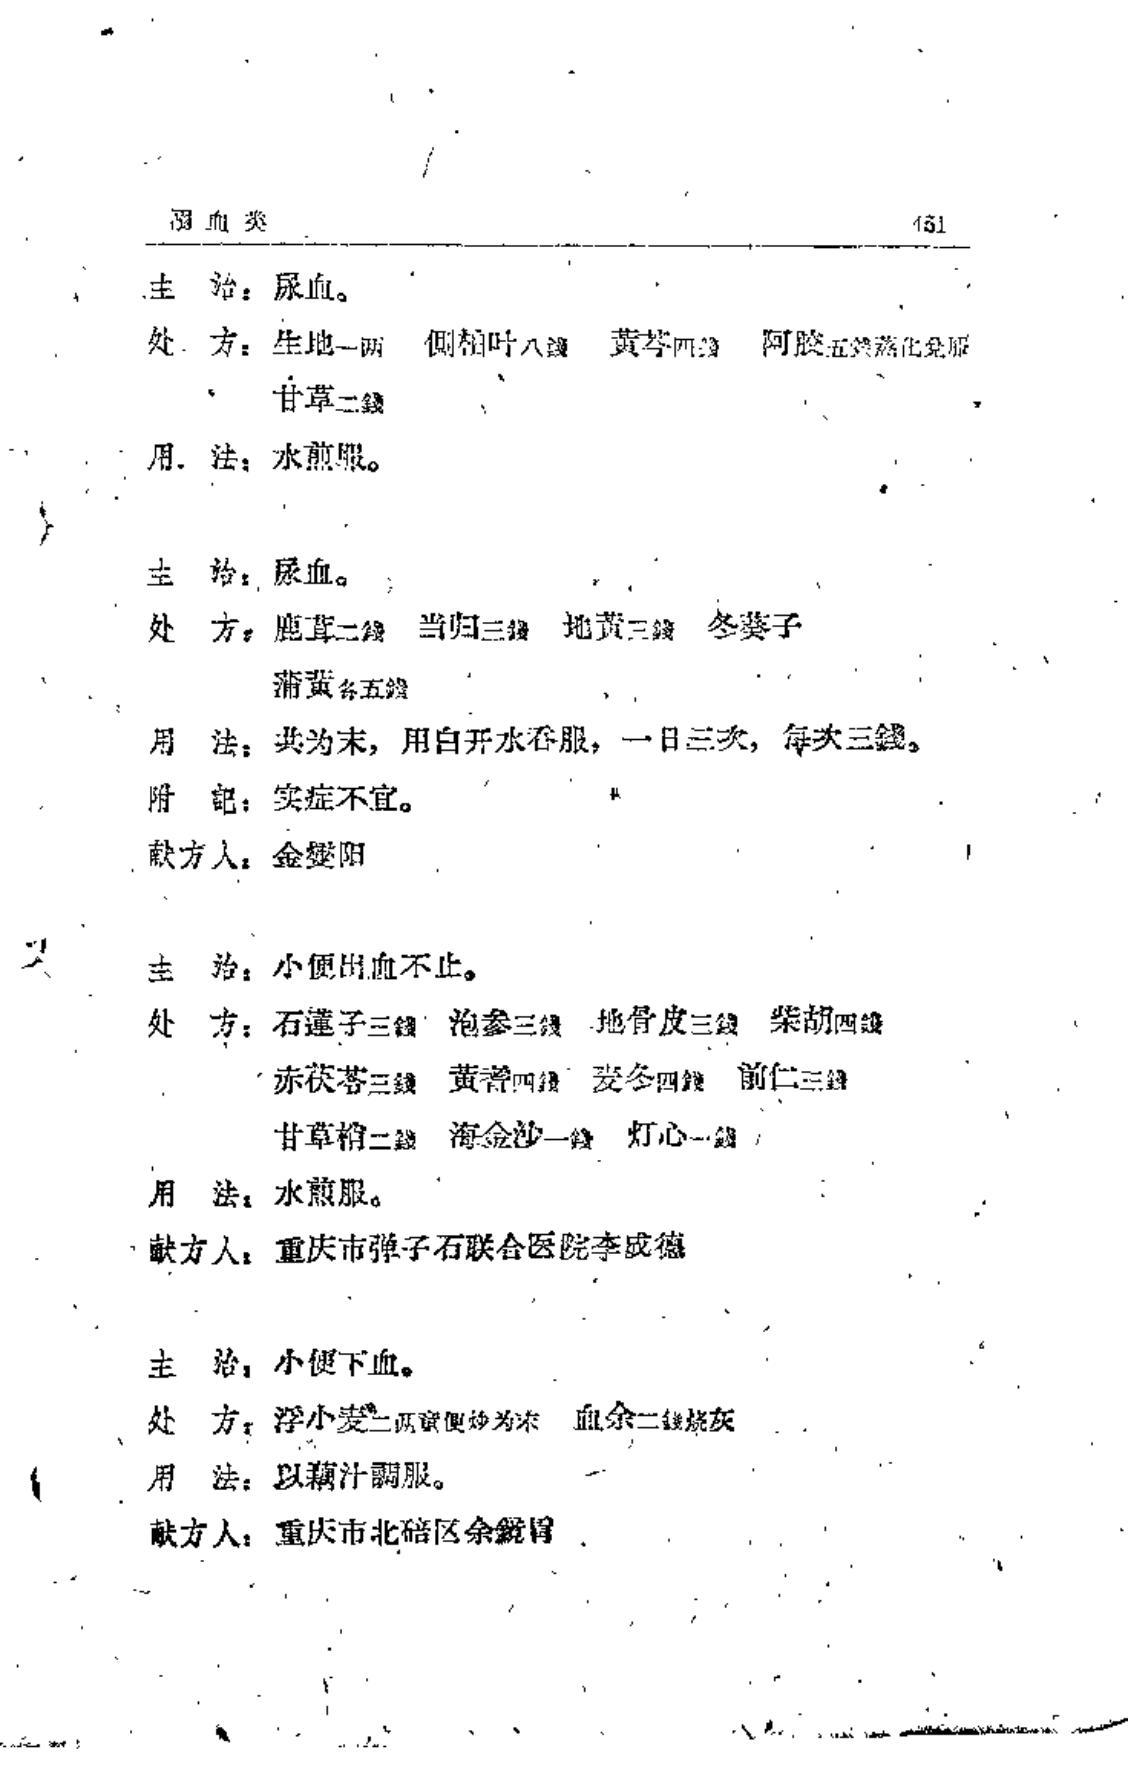 溺血类 451
主　治：尿血。
处　方：生地一两　侧柏叶八錢　黄芩四錢　阿胶五錢蒸化兑服
甘草二錢
用　法：水煎服。
主　治：尿血。
处　方：鹿茸二錢　当归三錢　地黄三錢　冬葵子
蒲黄各五錢
用　法：共为末，用白开水吞服，一日三次，每次三錢。
附　記：实症不宜。
献方人：金燮阳
主　治：小便出血不止。
处　方：石蓮子三錢　泡参三錢　地骨皮三錢　柴胡四錢
赤茯苓三錢　黄耆四錢　麦冬四錢　前仁三錢
甘草梢二錢　海金沙一錢　灯心一錢
用　法：水煎服。
献方人：重庆市弹子石联合医院李成德
主　治：小便下血。
处　方：浮小麦二两童便炒为末　血余二錢烧灰
用　法：以藕汁調服。
献方人：重庆市北碚区余鏡